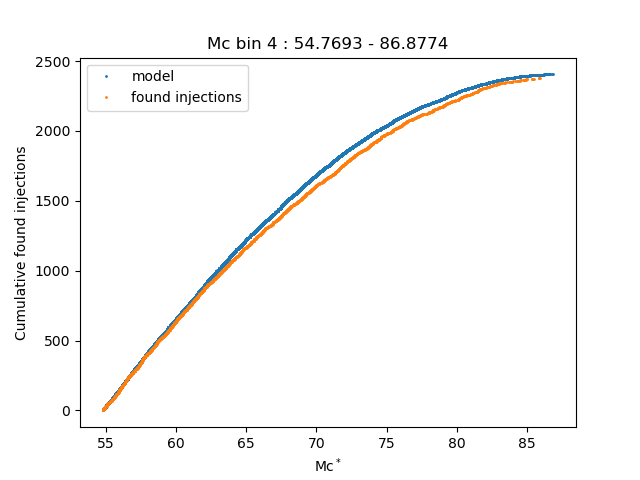 Mc bin 4 : 54.7693 - 86.8774
model
found injections
Cumulative found injections
2500
2000
1500
1000
500
0
55 60 65 70 75 80 85
Mc*